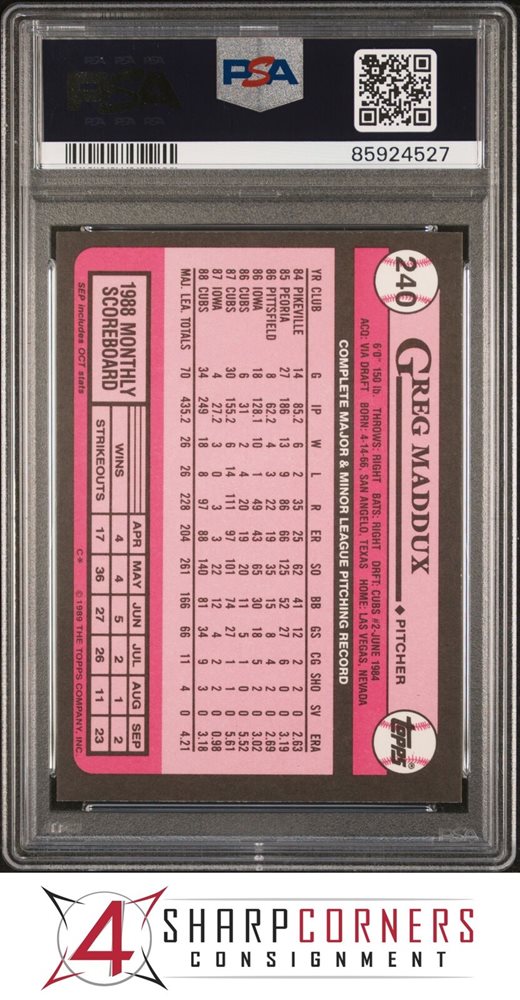 PSA
PSA
85924527
240
GREG MADDUX
◆ PITCHER
TOPPS®
6'0" 150 lb. THROWS: RIGHT BATS: RIGHT DRFT: CUBS #2-JUNE 1984
ACQ: VIA DRAFT BORN: 4-14-66, SAN ANGELO, TEXAS HOME: LAS VEGAS, NEVADA
COMPLETE MAJOR & MINOR LEAGUE PITCHING RECORD
YR CLUB G IP W L R ER SO BB GS CG SHO SV ERA
84 PIKEVILLE 14 85.2 6 2 35 25 62 41 12 2 2 0 2.63
85 PEORIA 27 186 13 9 86 66 125 52 27 6 0 0 3.19
86 PITTSFIELD 8 62.2 4 3 22 19 35 15 8 4 2 0 2.69
86 IOWA 18 128.1 10 1 49 43 65 30 18 5 2 0 3.02
86 CUBS 6 31 2 4 20 19 20 11 5 1 0 0 5.52
87 CUBS 30 155.2 6 14 111 97 101 74 27 1 1 0 5.61
87 IOWA 4 27.2 3 0 3 3 22 12 4 2 2 0 0.98
88 CUBS 34 249 18 8 97 88 140 81 34 9 3 0 3.18
MAJ. LEA. TOTALS 70 435.2 26 26 228 204 261 166 66 11 4 0 4.21
1988 MONTHLY
SCOREBOARD
SEP includes OCT stats
APR MAY JUN JUL AUG SEP
WINS 4 4 5 2 1 2
STRIKEOUTS 17 36 27 26 11 23
C* © 1989 THE TOPPS COMPANY, INC.
PSA
4 SHARPCORNERS
CONSIGNMENT